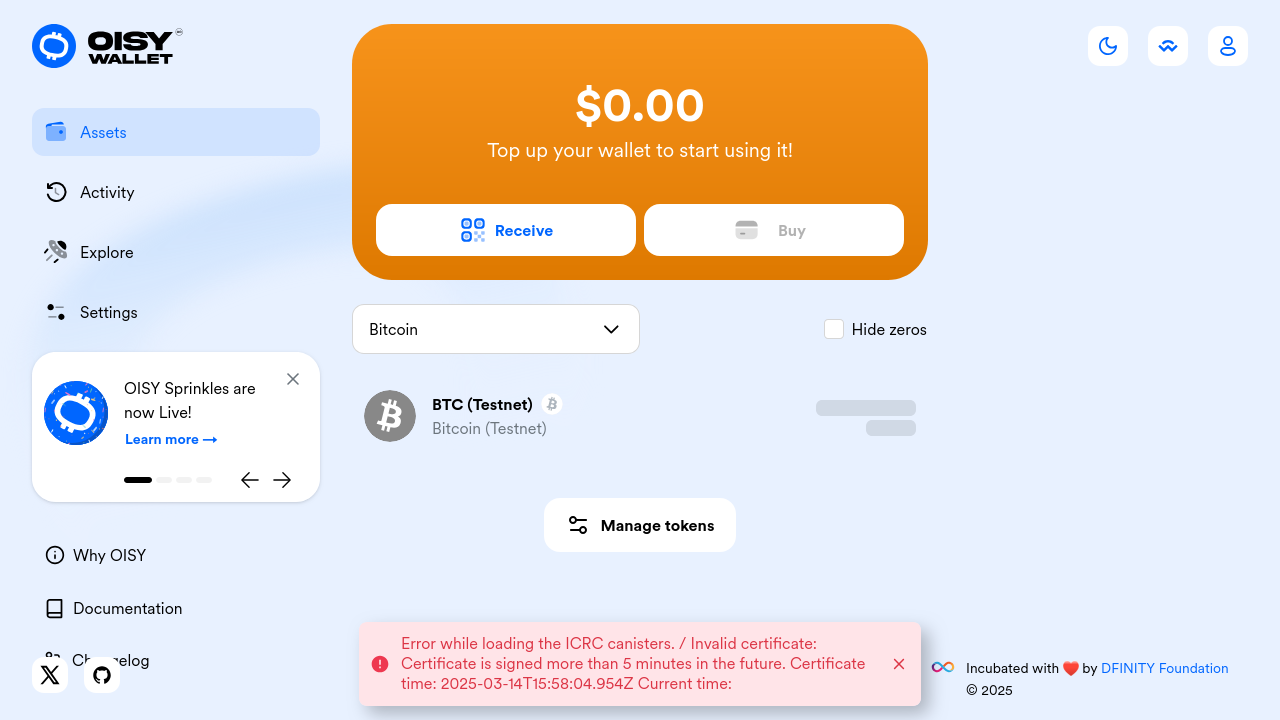 OISY
WALLET
Assets
Activity
Explore
Settings
OISY Sprinkles are
now Live!
Learn more →
Why OISY
Documentation
$0.00
Top up your wallet to start using it!
Receive
Buy
Bitcoin
Hide zeros
BTC (Testnet)
Bitcoin (Testnet)
Manage tokens
Error while loading the ICRC canisters. / Invalid certificate:
Certificate is signed more than 5 minutes in the future. Certificate
time: 2025-03-14T15:58:04.954Z Current time:
Incubated with ❤️ by DFINITY Foundation
© 2025